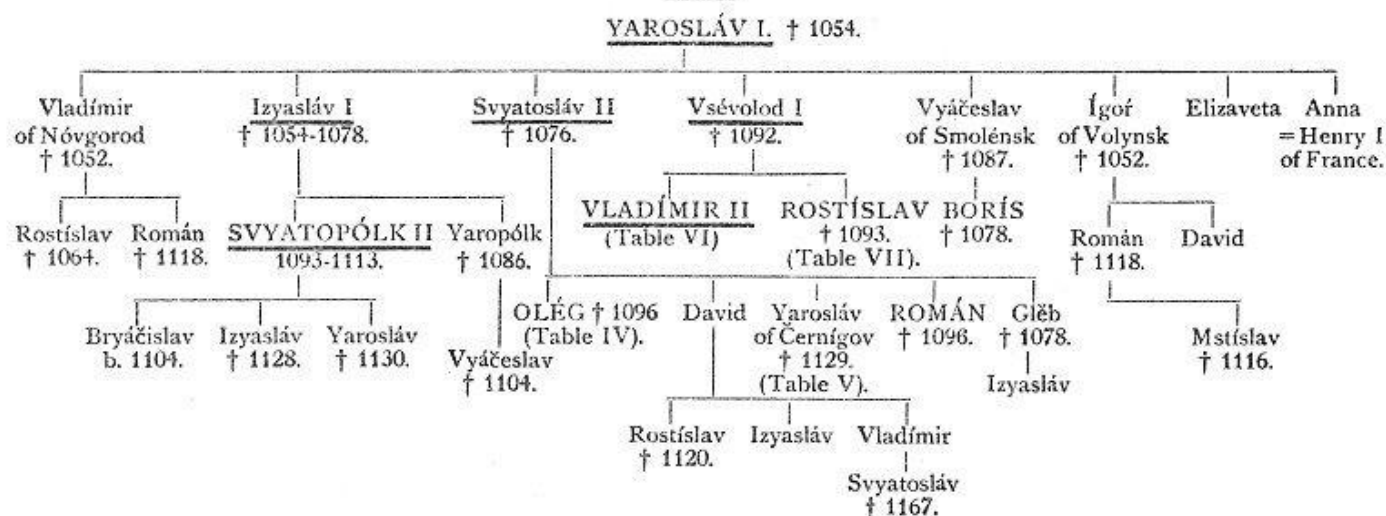 YAROSLÁV I. † 1054.
Vladímir Izyasláv I Svyatosláv II Vsévolod I Vyáčeslav Ígoŕ Elizaveta Anna
of Nóvgorod † 1054-1078. † 1076. † 1092. of Smolénsk of Volynsk = Henry I
† 1052. † 1087. † 1052. of France.
Rostíslav Román SVYATOPÓLK II Yaropólk VLADÍMIR II ROSTÍSLAV BORÍS Román David
† 1064. † 1118. 1093-1113. † 1086. (Table VI) † 1093. † 1078. † 1118.
(Table VII).
Bryáčislav Izyasláv Yarosláv OLÉG † 1096 David Yarosláv ROMÁN Glěb Mstíslav
b. 1104. † 1128. † 1130. (Table IV). of Černígov † 1096. † 1078. † 1116.
Vyáčeslav † 1129.
† 1104. (Table V). Izyasláv
Rostíslav Izyasláv Vladímir
† 1120.
Svyatosláv
† 1167.